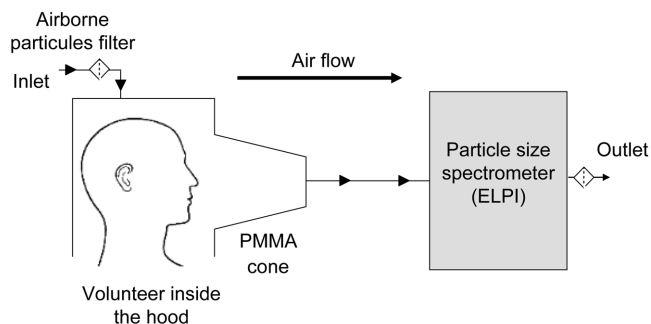 Airborne
particules filter
Inlet
Air flow
Particle size
spectrometer
(ELPI)
Outlet
PMMA
cone
Volunteer inside
the hood